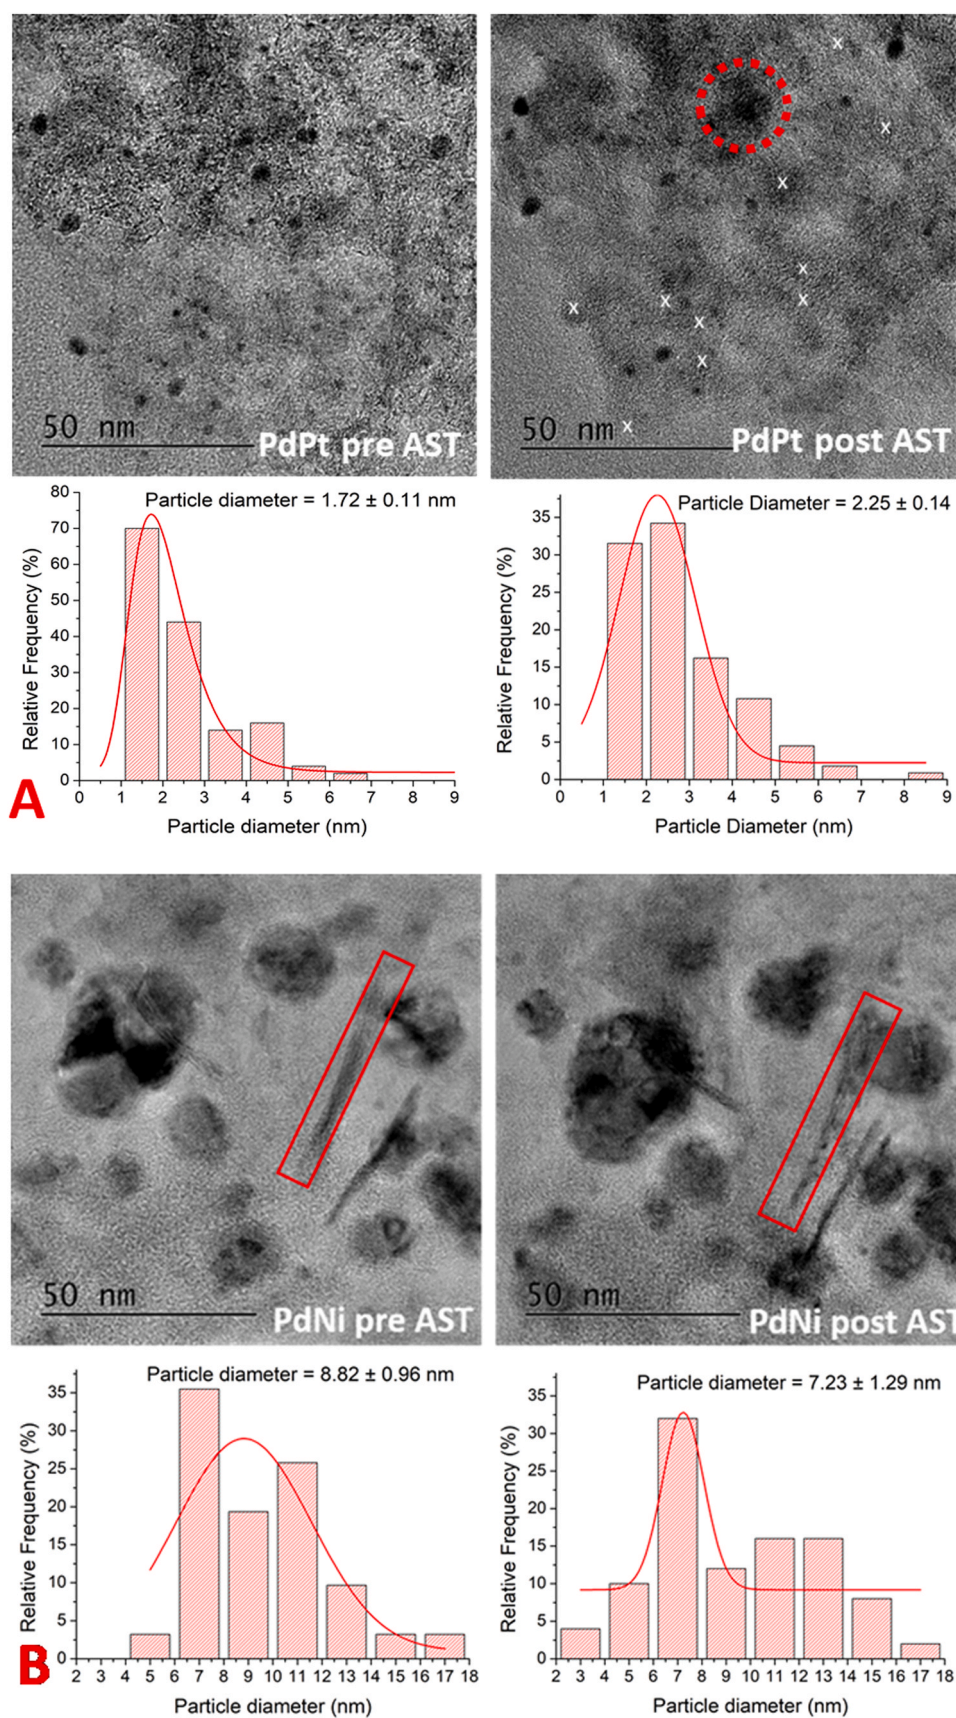 x
x
x
x
x
x
x
x
x
x
50 nm
PdPt pre AST
50 nm
PdPt post AST
Particle diameter = 1.72 ± 0.11 nm
80
70
60
50
40
30
20
10
0
Relative Frequency (%)
0 1 2 3 4 5 6 7 8 9
Particle diameter (nm)
Particle Diameter = 2.25 ± 0.14
35
30
25
20
15
10
5
0
Relative Frequency (%)
0 1 2 3 4 5 6 7 8 9
Particle Diameter (nm)
A
50 nm
PdNi pre AST
50 nm
PdNi post AST
Particle diameter = 8.82 ± 0.96 nm
35
30
25
20
15
10
5
0
Relative Frequency (%)
2 3 4 5 6 7 8 9 10 11 12 13 14 15 16 17 18
Particle diameter (nm)
Particle diameter = 7.23 ± 1.29 nm
35
30
25
20
15
10
5
0
Relative Frequency (%)
2 3 4 5 6 7 8 9 10 11 12 13 14 15 16 17 18
Particle diameter (nm)
B